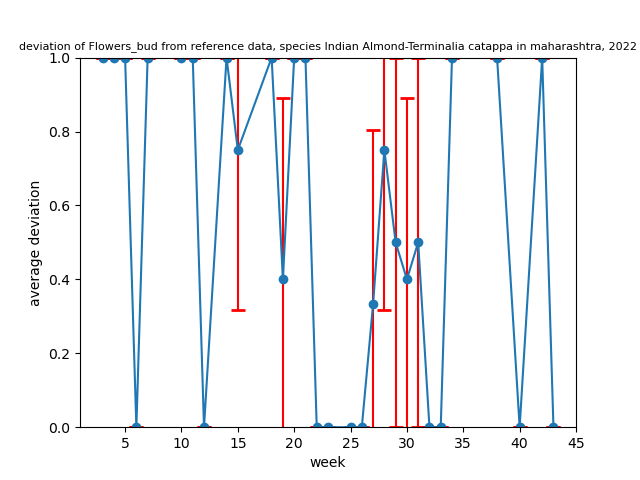 deviation of Flowers_bud from reference data, species Indian Almond-Terminalia catappa in maharashtra, 2022
1.0
0.8
0.6
0.4
0.2
0.0
average deviation
5 10 15 20 25 30 35 40 45
week